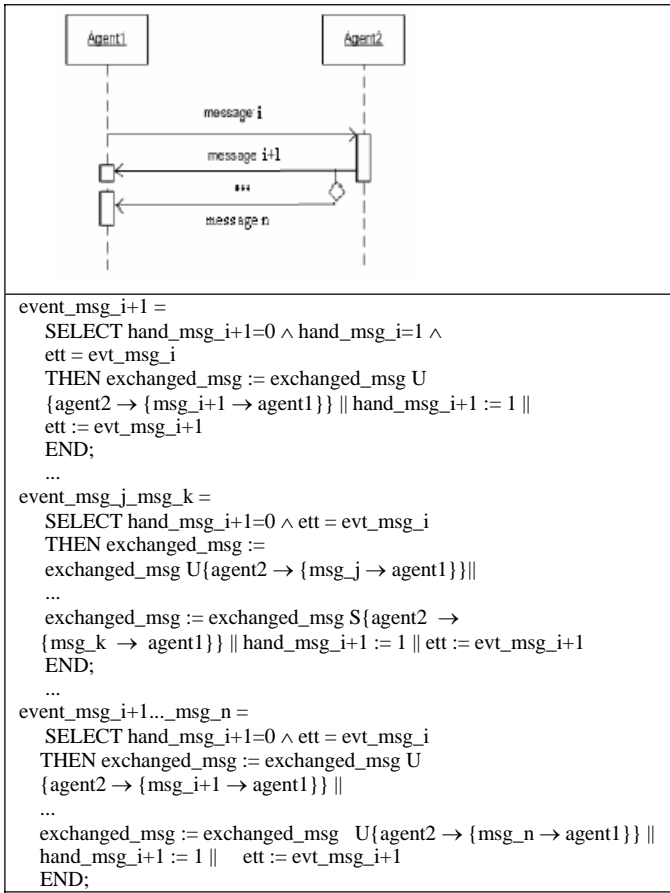 Agent1 Agent2
message i
message i+1
***
message n
event_msg_i+1 =
SELECT hand_msg_i+1=0 ∧ hand_msg_i=1 ∧
ett = evt_msg_i
THEN exchanged_msg := exchanged_msg U
{agent2 → {msg_i+1 → agent1}} || hand_msg_i+1 := 1 ||
ett := evt_msg_i+1
END;
...
event_msg_j_msg_k =
SELECT hand_msg_i+1=0 ∧ ett = evt_msg_i
THEN exchanged_msg :=
exchanged_msg U{agent2 → {msg_j → agent1}}||
...
exchanged_msg := exchanged_msg S{agent2 →
{msg_k → agent1}} || hand_msg_i+1 := 1 || ett := evt_msg_i+1
END;
...
event_msg_i+1..._msg_n =
SELECT hand_msg_i+1=0 ∧ ett = evt_msg_i
THEN exchanged_msg := exchanged_msg U
{agent2 → {msg_i+1 → agent1}} ||
...
exchanged_msg := exchanged_msg U{agent2 → {msg_n → agent1}} ||
hand_msg_i+1 := 1 || ett := evt_msg_i+1
END;